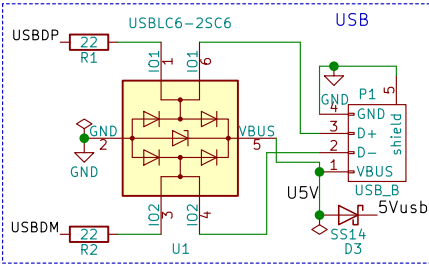 USB
USBLC6-2SC6
USBDP
22
R1
IO1
1
IO1
6
GND
2
GND
VBUS
5
IO2
3
IO2
4
U1
USBDM
22
R2
GND
P1
5
shield
4
GND
3
D+
2
D-
1
VBUS
USB_B
U5V
5Vusb
SS14
D3